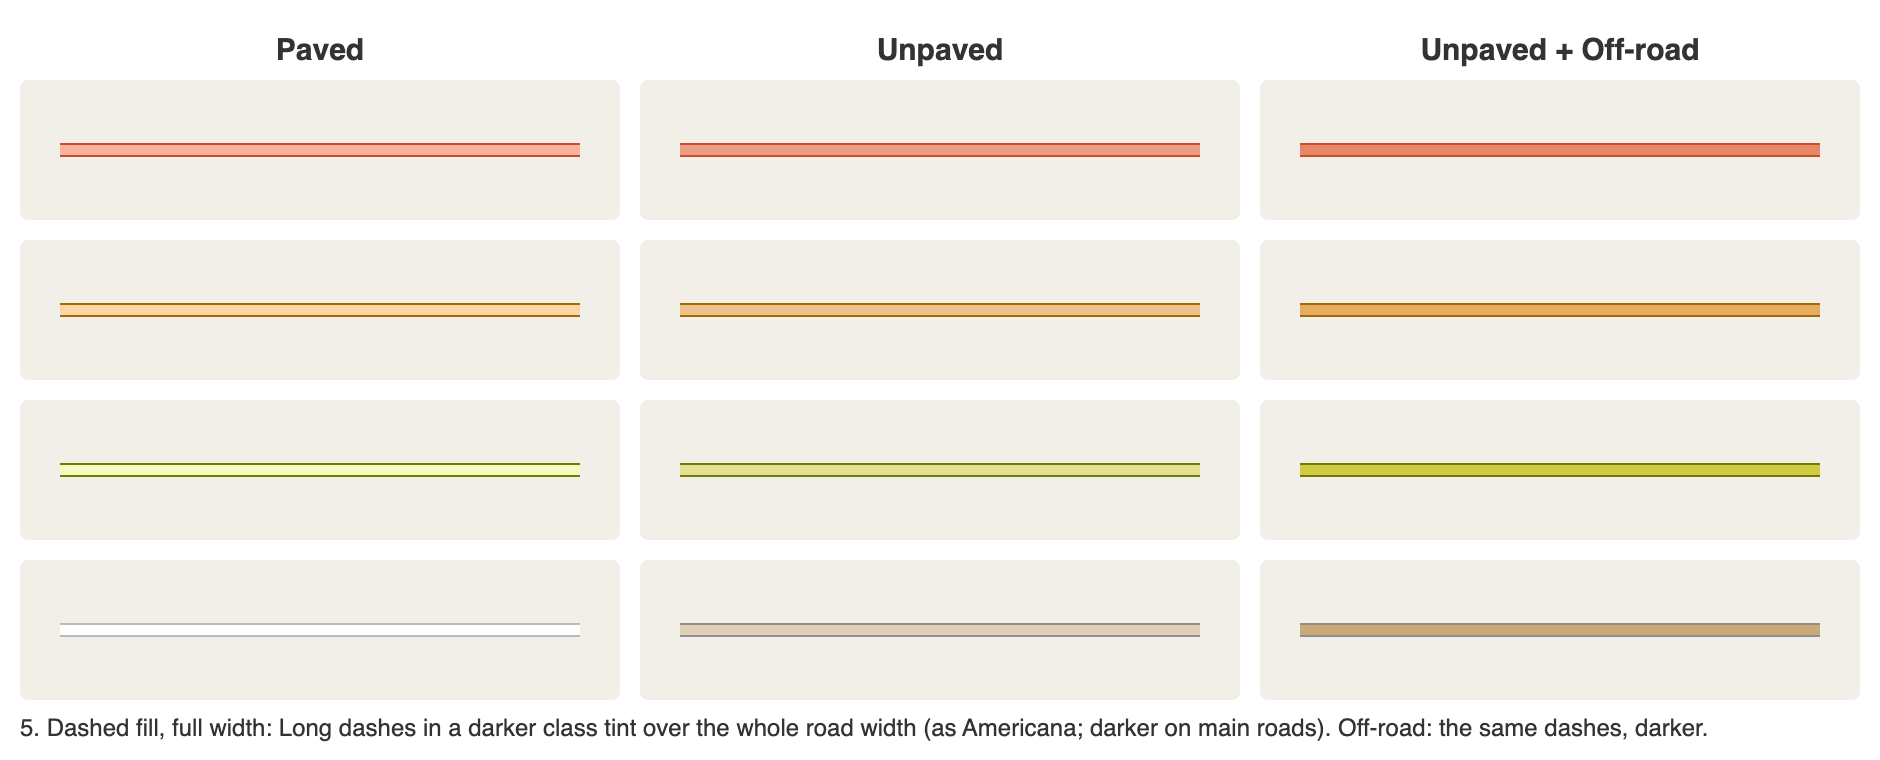 Paved
Unpaved
Unpaved + Off-road
5. Dashed fill, full width: Long dashes in a darker class tint over the whole road width (as Americana; darker on main roads). Off-road: the same dashes, darker.